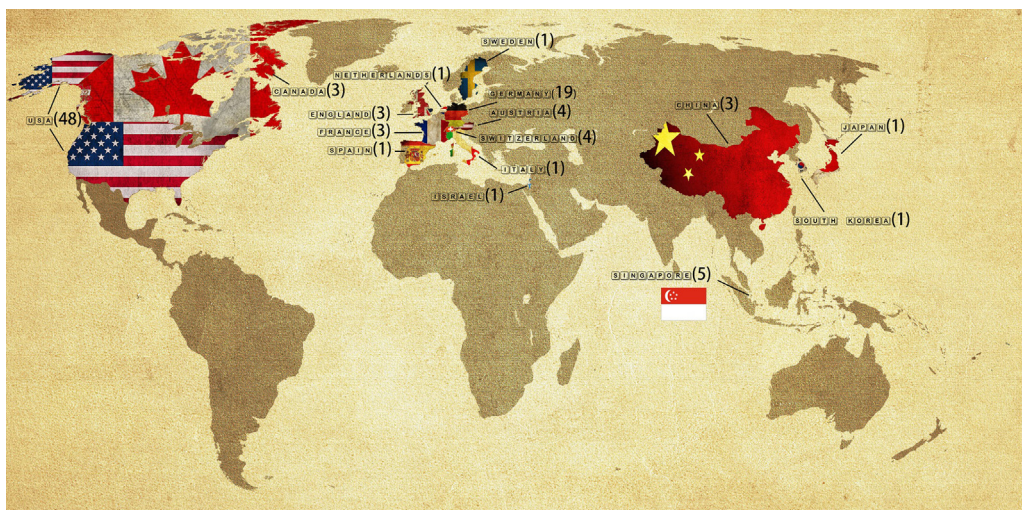 SWEDEN(1)
NETHERLANDS(1)
CANADA(3)
GERMANY(19)
USA(48)
ENGLAND(3)
AUSTRIA(4)
CHINA(3)
FRANCE(3)
SWITZERLAND(4)
JAPAN(1)
SPAIN(1)
ITALY(1)
ISRAEL(1)
SOUTH KOREA(1)
SINGAPORE(5)